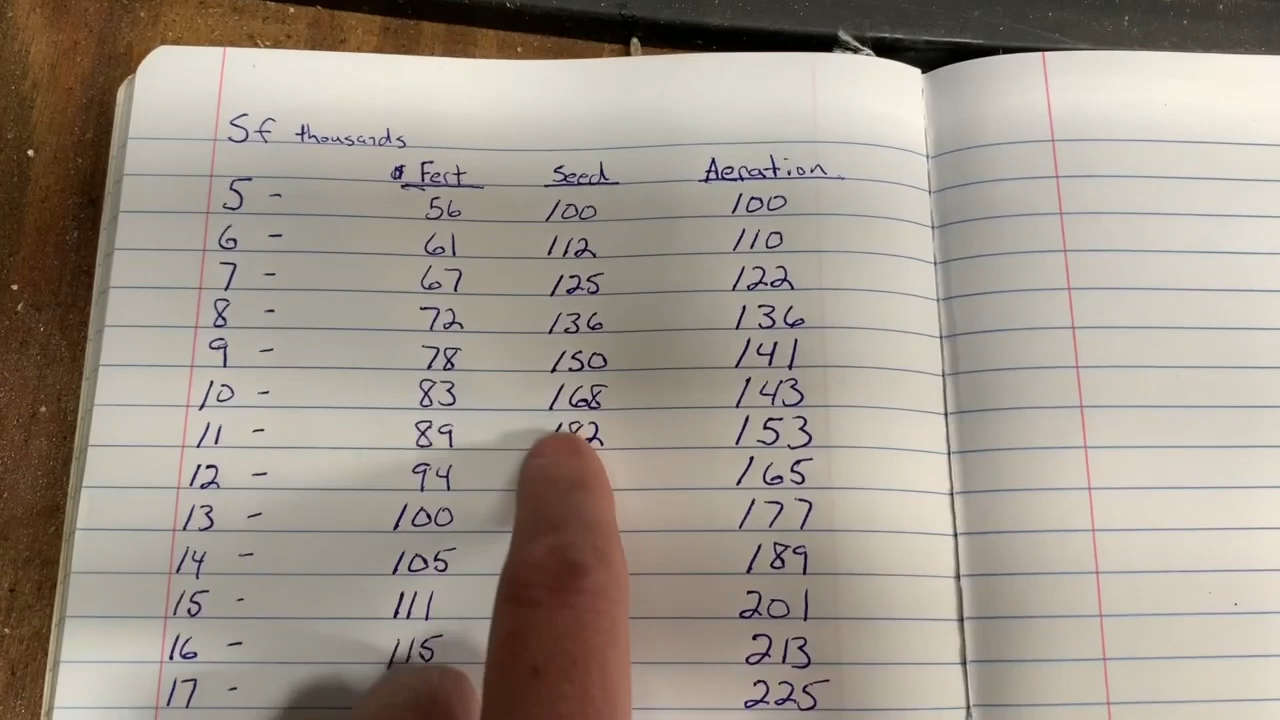 Sf thousands
$ Fert Seed Aeration
5 - 56 100 100
6 - 61 112 110
7 - 67 125 122
8 - 72 136 136
9 - 78 150 141
10 - 83 168 143
11 - 89 182 153
12 - 94 165
13 - 100 177
14 - 105 189
15 - 111 201
16 - 115 213
17 - 225